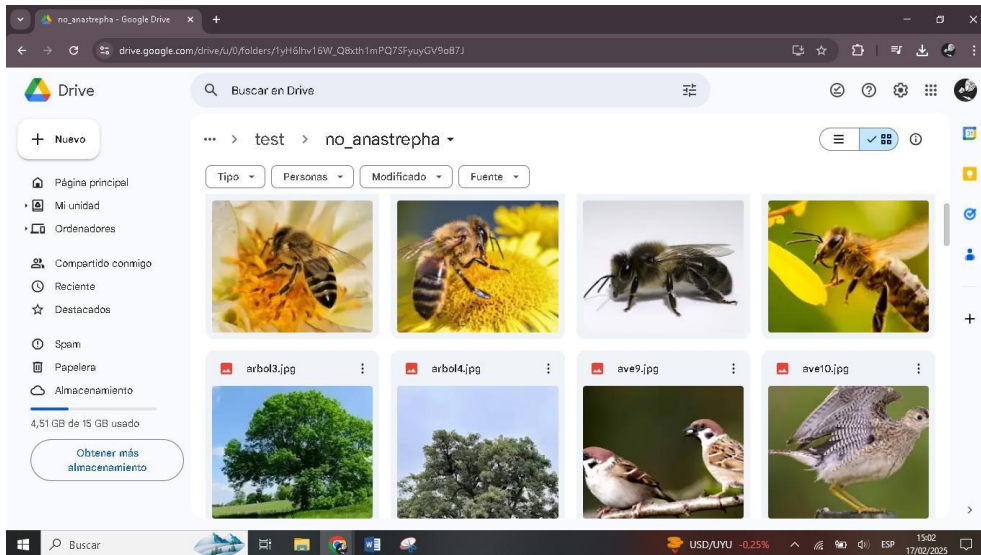 no_anastrepha - Google Drive
drive.google.com/drive/u/0/folders/1yH6Ihv16W_Q8xth1mPQ7SFyuyGV9o87J
Drive
Buscar en Drive
Nuevo
test > no_anastrepha
Tipo Personas Modificado Fuente
Página principal
Mi unidad
Ordenadores
Compartido conmigo
Reciente
Destacados
Spam
Papelera
Almacenamiento
4,51 GB de 15 GB usado
Obtener más
almacenamiento
arbol3.jpg arbol4.jpg ave9.jpg ave10.jpg
Buscar
USD/UYU -0,25%
ESP
15:02
17/02/2025